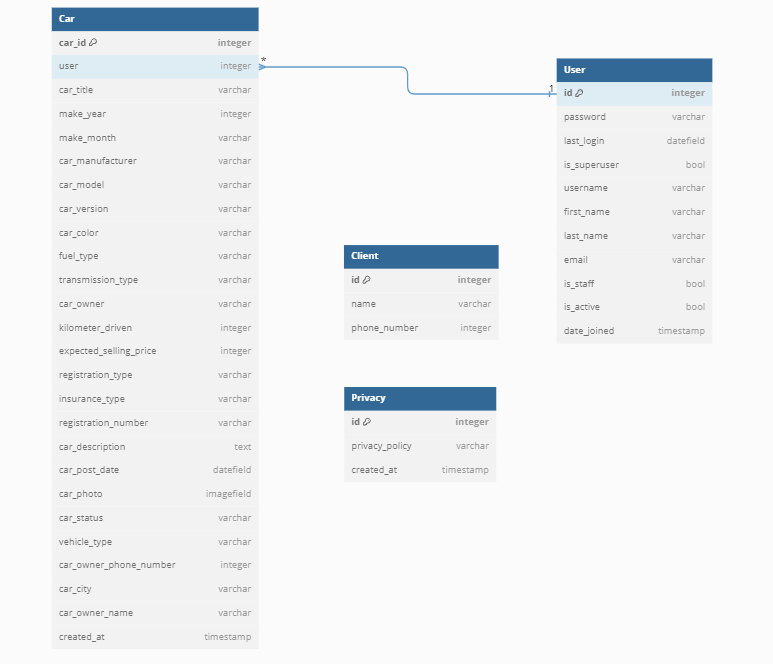 Car
car_id integer
user integer
car_title varchar
make_year integer
make_month varchar
car_manufacturer varchar
car_model varchar
car_version varchar
car_color varchar
fuel_type varchar
transmission_type varchar
car_owner varchar
kilometer_driven integer
expected_selling_price integer
registration_type varchar
insurance_type varchar
registration_number varchar
car_description text
car_post_date datefield
car_photo imagefield
car_status varchar
vehicle_type varchar
car_owner_phone_number integer
car_city varchar
car_owner_name varchar
created_at timestamp
*
1
User
id integer
password varchar
last_login datefield
is_superuser bool
username varchar
first_name varchar
last_name varchar
email varchar
is_staff bool
is_active bool
date_joined timestamp
Client
id integer
name varchar
phone_number integer
Privacy
id integer
privacy_policy varchar
created_at timestamp